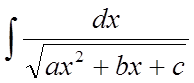 ∫ dx / √(ax² + bx + c)